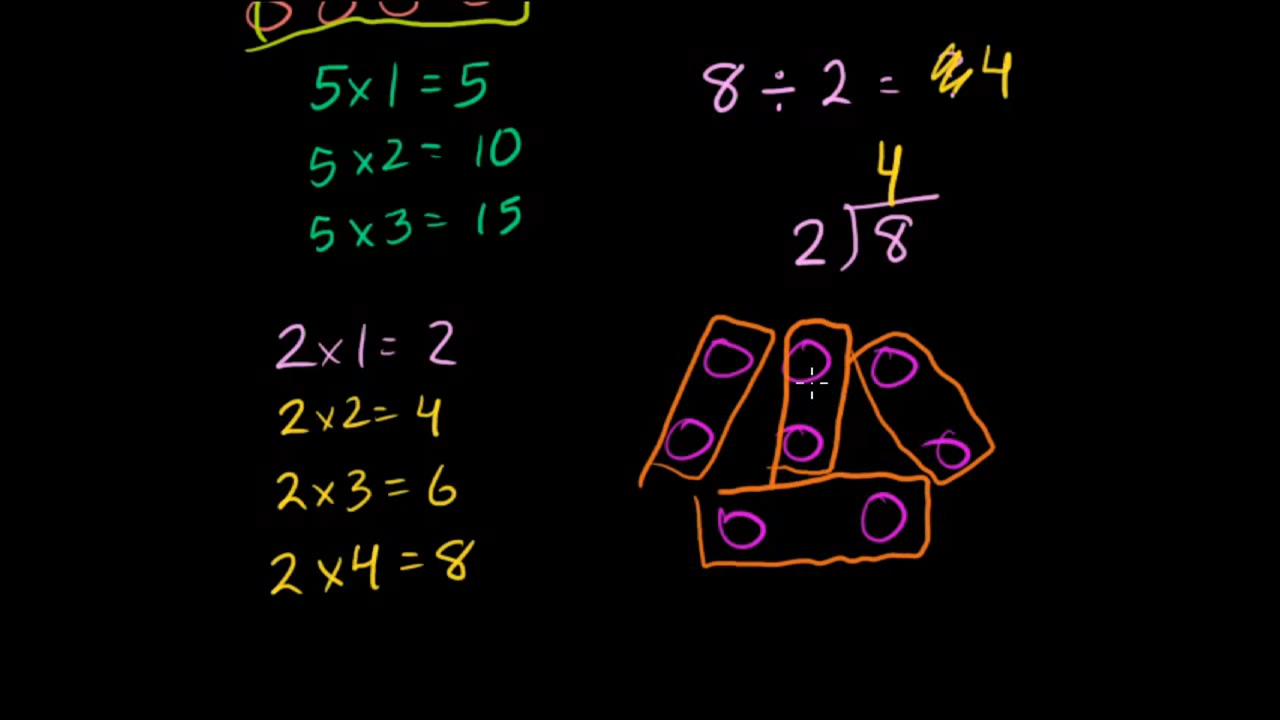 5x1=5
5x2=10
5x3=15
2x1=2
2x2=4
2x3=6
2x4=8
8÷2= 4
4
2)8